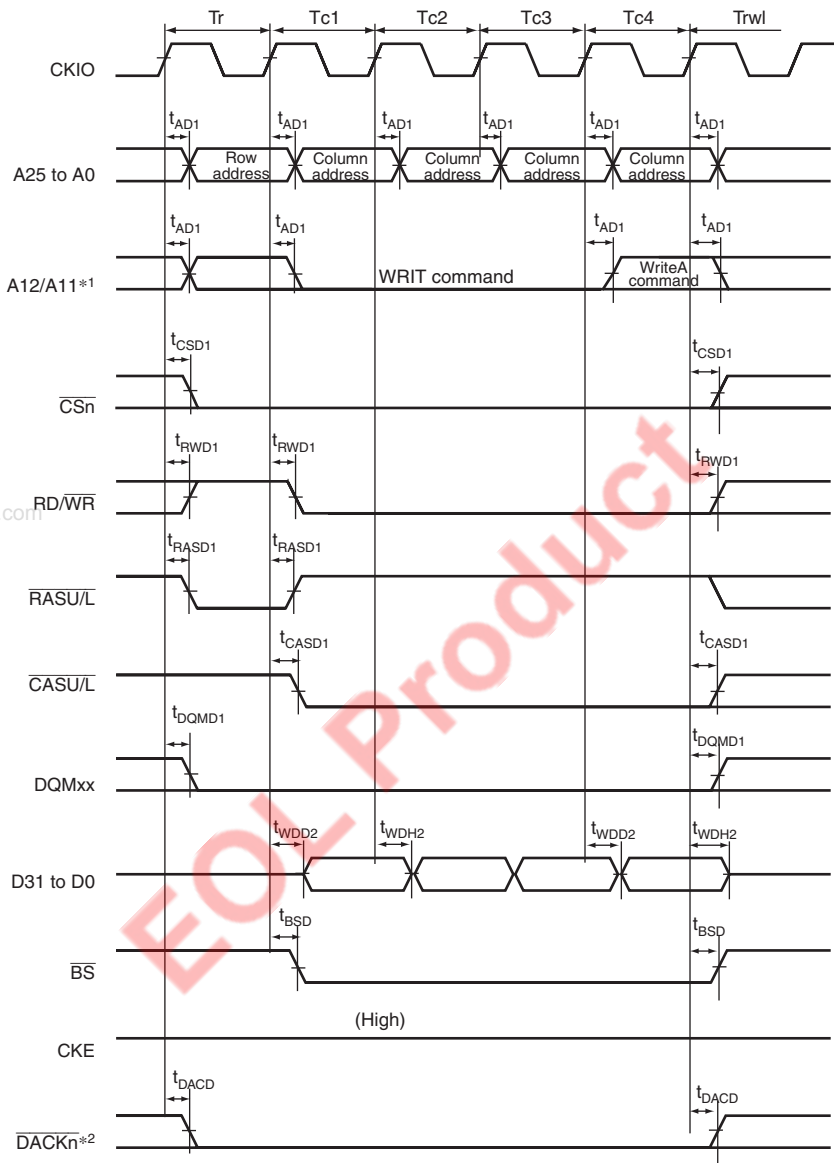 Tr Tc1 Tc2 Tc3 Tc4 Trwl
CKIO
tAD1 tAD1 tAD1 tAD1 tAD1 tAD1
A25 to A0
Row address Column address Column address Column address Column address
tAD1 tAD1 tAD1 tAD1
A12/A11*1
WRIT command
WriteA command
tCSD1 tCSD1
CSn
tRWD1 tRWD1 tRWD1
RD/WR
com
tRASD1 tRASD1
RASU/L
tCASD1 tCASD1
CASU/L
tDQMD1 tDQMD1
DQMxx
tWDD2 tWDH2 tWDD2 tWDH2
D31 to D0
tBSD tBSD
BS
(High)
CKE
tDACD tDACD
DACKn*2
EOL Product